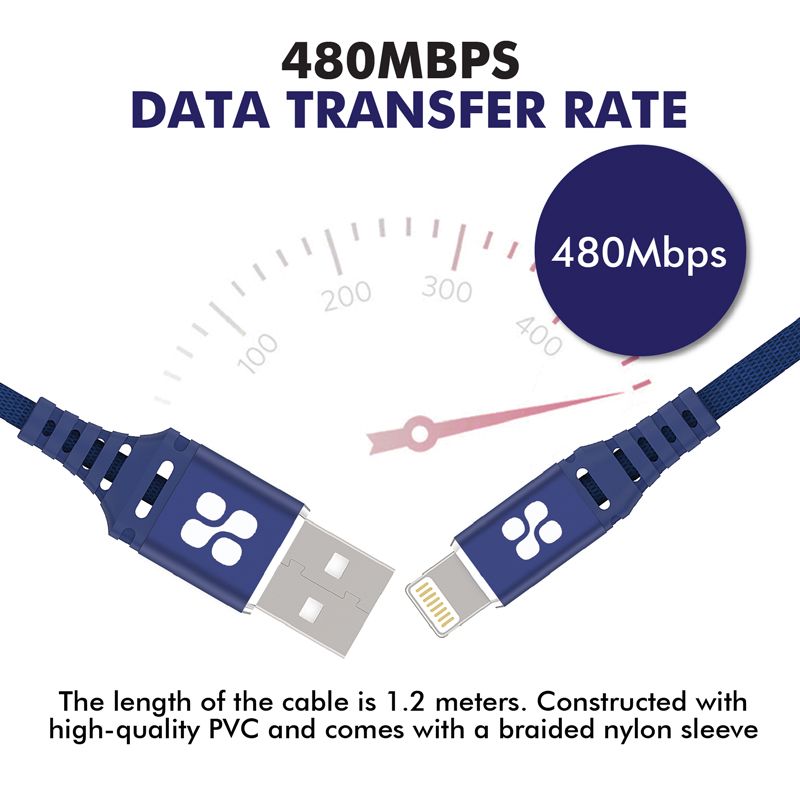 480MBPS
DATA TRANSFER RATE
480Mbps
100
200
300
400
The length of the cable is 1.2 meters. Constructed with
high-quality PVC and comes with a braided nylon sleeve